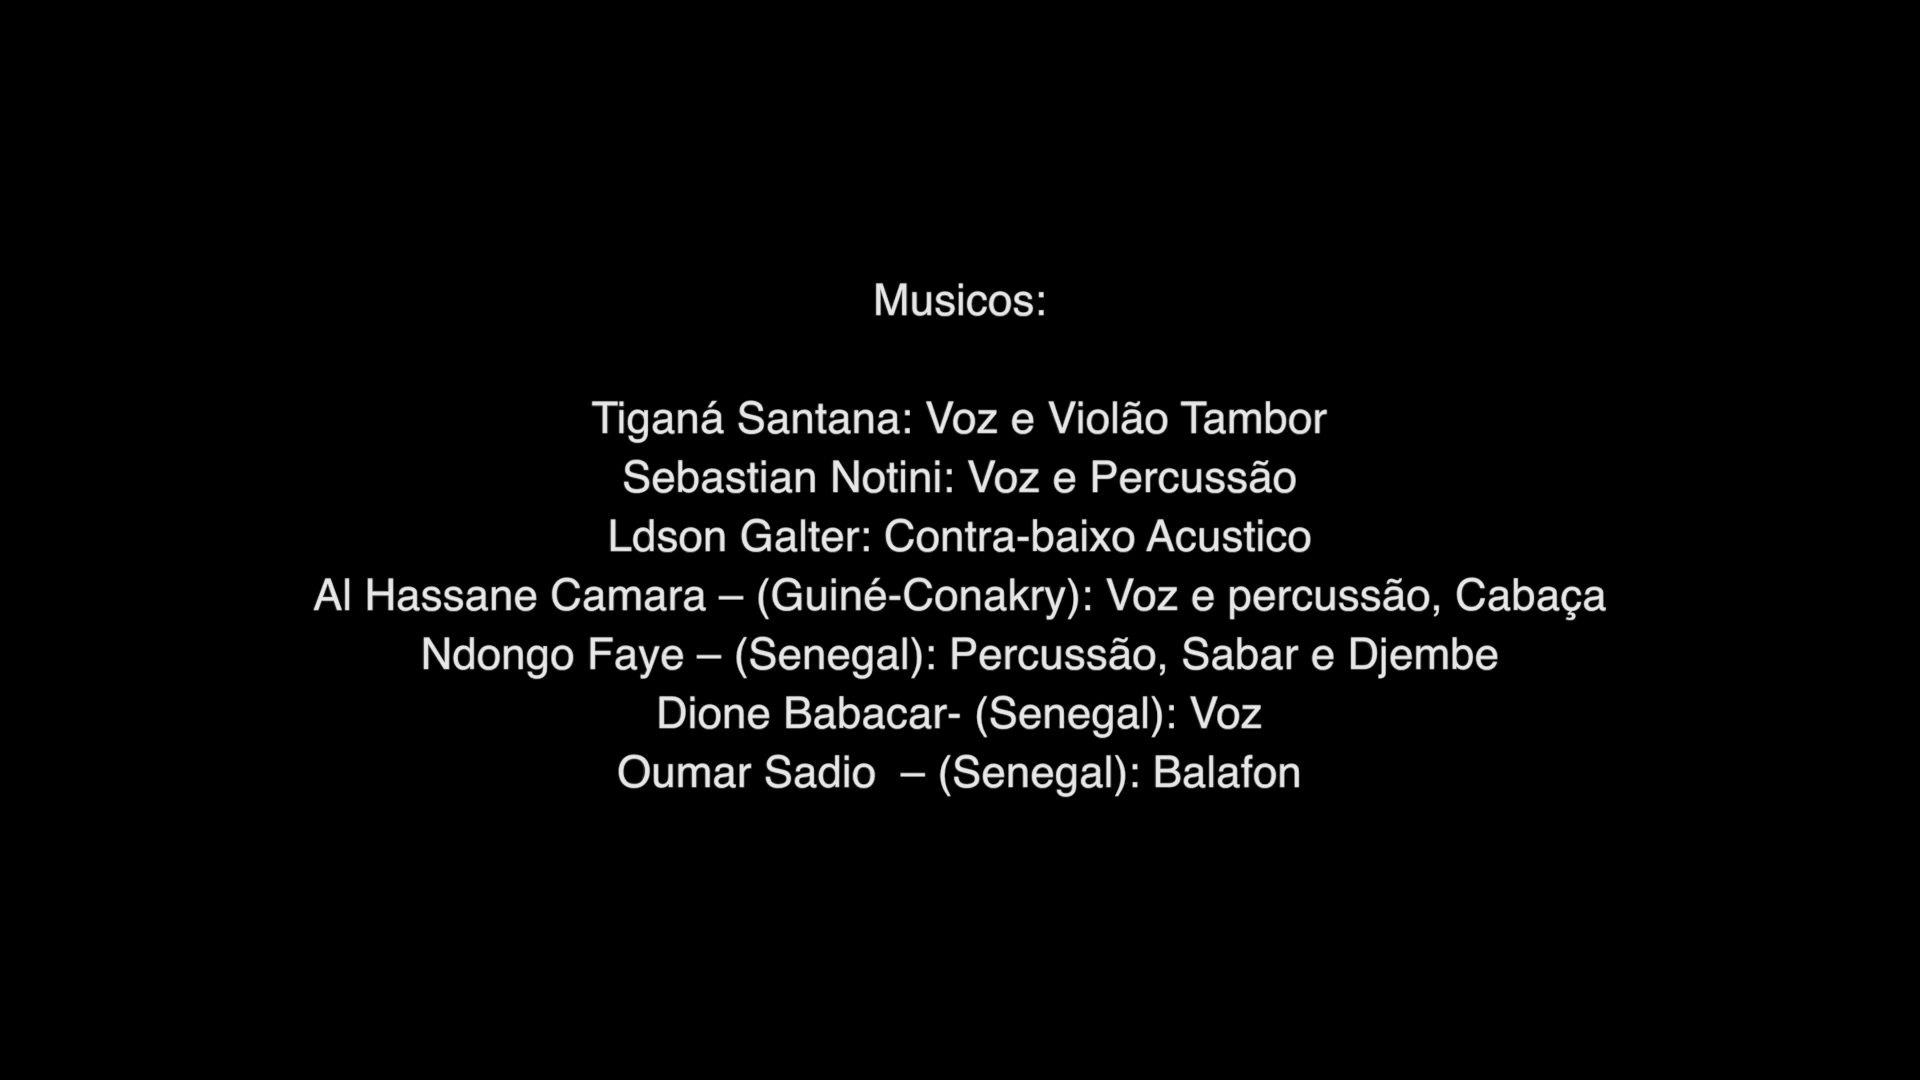 Musicos:
Tiganá Santana: Voz e Violão Tambor
Sebastian Notini: Voz e Percussão
Ldson Galter: Contra-baixo Acustico
Al Hassane Camara – (Guiné-Conakry): Voz e percussão, Cabaça
Ndongo Faye – (Senegal): Percussão, Sabar e Djembe
Dione Babacar- (Senegal): Voz
Oumar Sadio  – (Senegal): Balafon